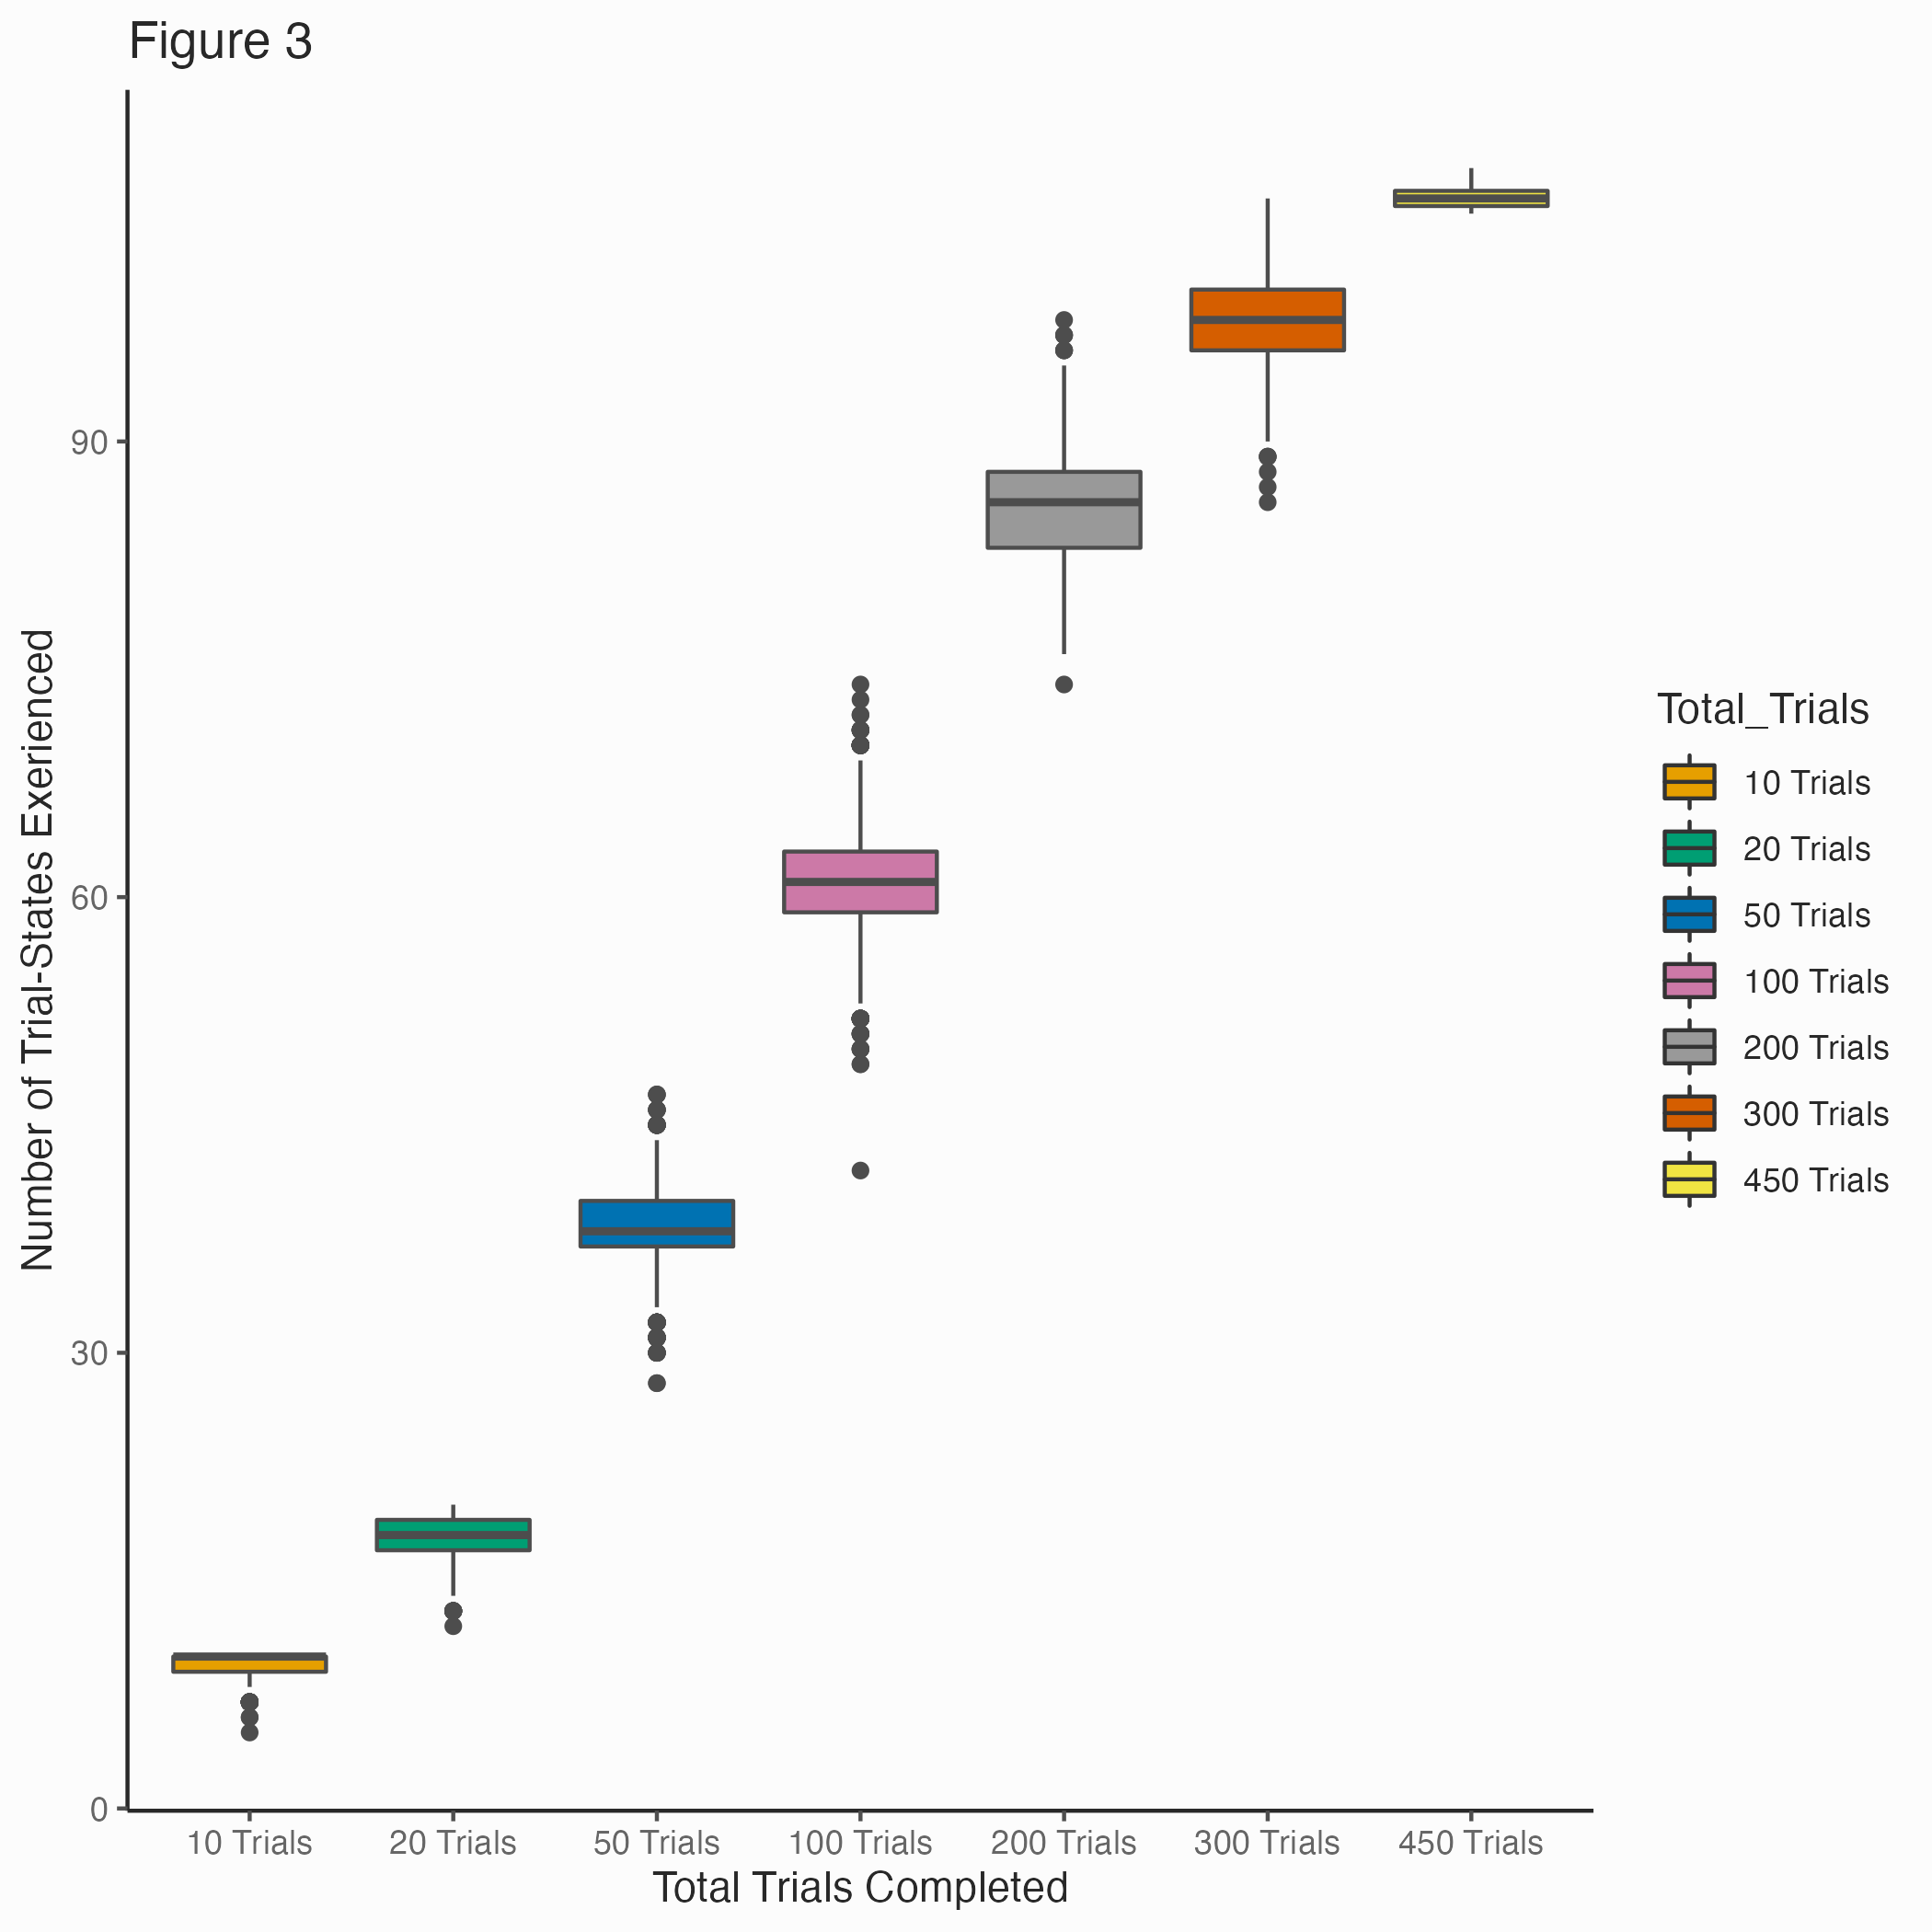 Figure 3
Number of Trial-States Exerienced
90
60
30
0
10 Trials
20 Trials
50 Trials
100 Trials
200 Trials
300 Trials
450 Trials
Total Trials Completed
Total_Trials
10 Trials
20 Trials
50 Trials
100 Trials
200 Trials
300 Trials
450 Trials